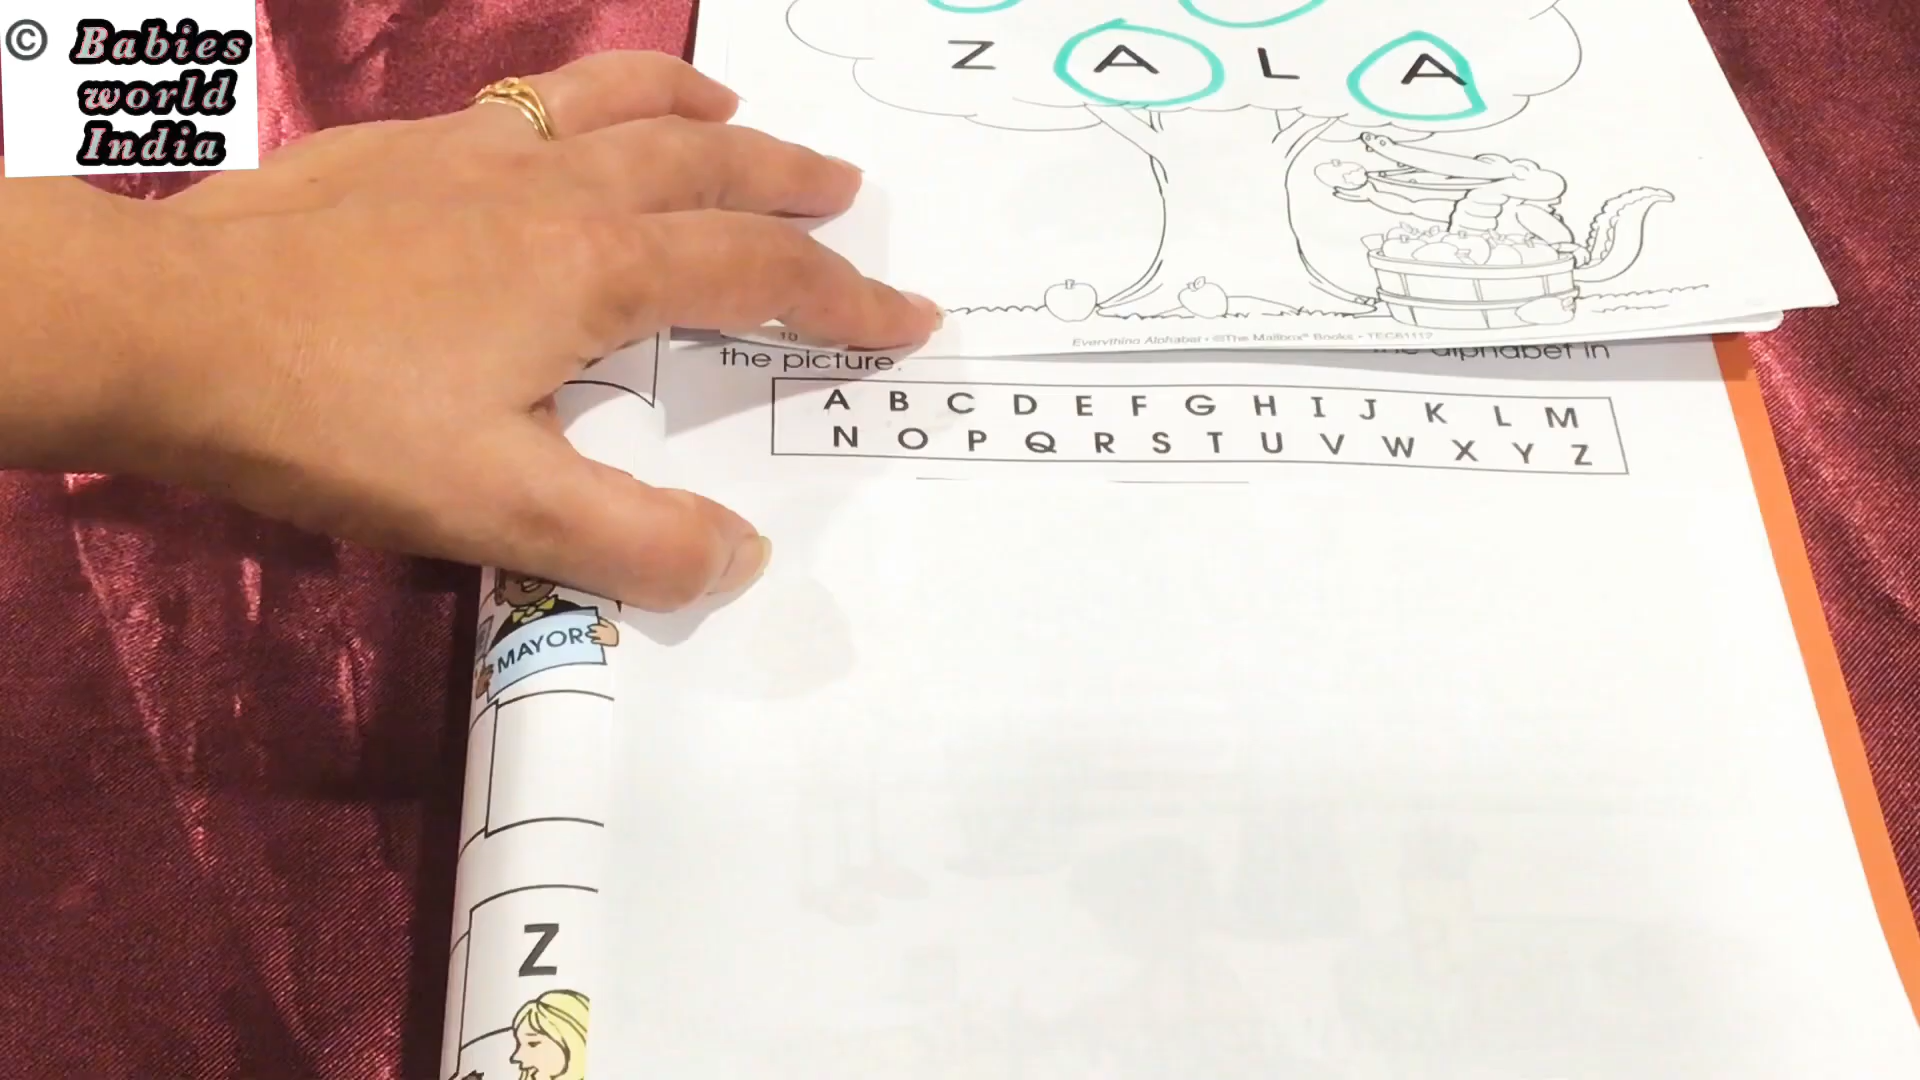 © Babies
world
India
Z A L A
10
Everything Alphabet • ©The Mailbox® Books • TEC61117
the picture. alphabet in
A B C D E F G H I J K L M
N O P Q R S T U V W X Y Z
MAYOR
Z